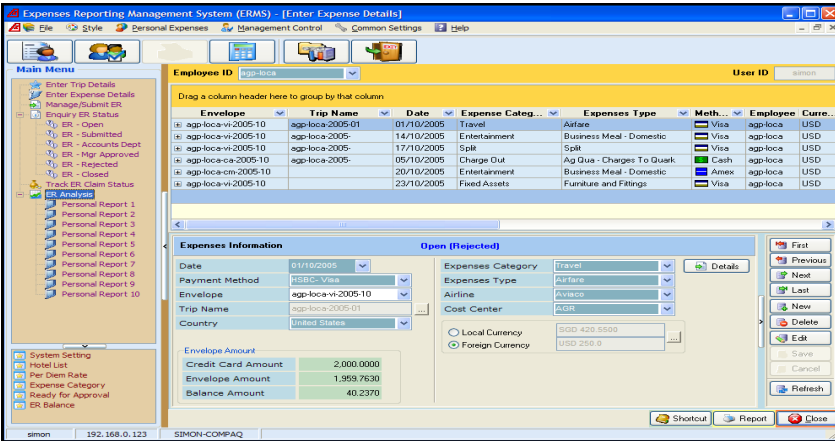 Expenses Reporting Management System (ERMS) - [Enter Expense Details]
File Style Personal Expenses Management Control Common Settings Help
Main Menu
Enter Trip Details
Enter Expense Details
Manage/Submit ER
Enquiry ER Status
ER - Open
ER - Submitted
ER - Accounts Dept
ER - Mgr Approved
ER - Rejected
ER - Closed
Track ER Claim Status
ER Analysis
Personal Report 1
Personal Report 2
Personal Report 3
Personal Report 4
Personal Report 5
Personal Report 6
Personal Report 7
Personal Report 8
Personal Report 9
Personal Report 10
System Setting
Hotel List
Per Diem Rate
Expense Category
Ready for Approval
ER Balance
Employee ID agp-loca User ID simon
Drag a column header here to group by that column
Envelope Trip Name Date Expense Categ... Expenses Type Meth... Employee Curre..
agp-loca-vi-2005-10 agp-loca-2005-01 01/10/2005 Travel Airfare Visa agp-loca USD
agp-loca-vi-2005-10 agp-loca-2005- 14/10/2005 Entertainment Business Meal - Domestic Visa agp-loca USD
agp-loca-vi-2005-10 agp-loca-2005- 17/10/2005 Split Split Visa agp-loca USD
agp-loca-ca-2005-10 agp-loca-2005- 05/10/2005 Charge Out Ag Qua - Charges To Quark Cash agp-loca USD
agp-loca-cm-2005-10 20/10/2005 Entertainment Business Meal - Domestic Amex agp-loca USD
agp-loca-vi-2005-10 23/10/2005 Fixed Assets Furniture and Fittings Visa agp-loca USD
Expenses Information Open (Rejected)
Date 01/10/2005
Payment Method HSBC- Visa
Envelope agp-loca-vi-2005-10
Trip Name agp-loca-2005-01 ...
Country United States
Expenses Category Travel Details
Expenses Type Airfare
Airline Aviaco
Cost Center AGR
Local Currency SGD 420.5500
Foreign Currency USD 250.0 ...
Envelope Amount
Credit Card Amount 2,000.0000
Envelope Amount 1,959.7630
Balance Amount 40.2370
First
Previous
Next
Last
New
Delete
Edit
Save
Cancel
Refresh
Shortcut Report Close
simon 192.168.0.123 SIMON-COMPAQ